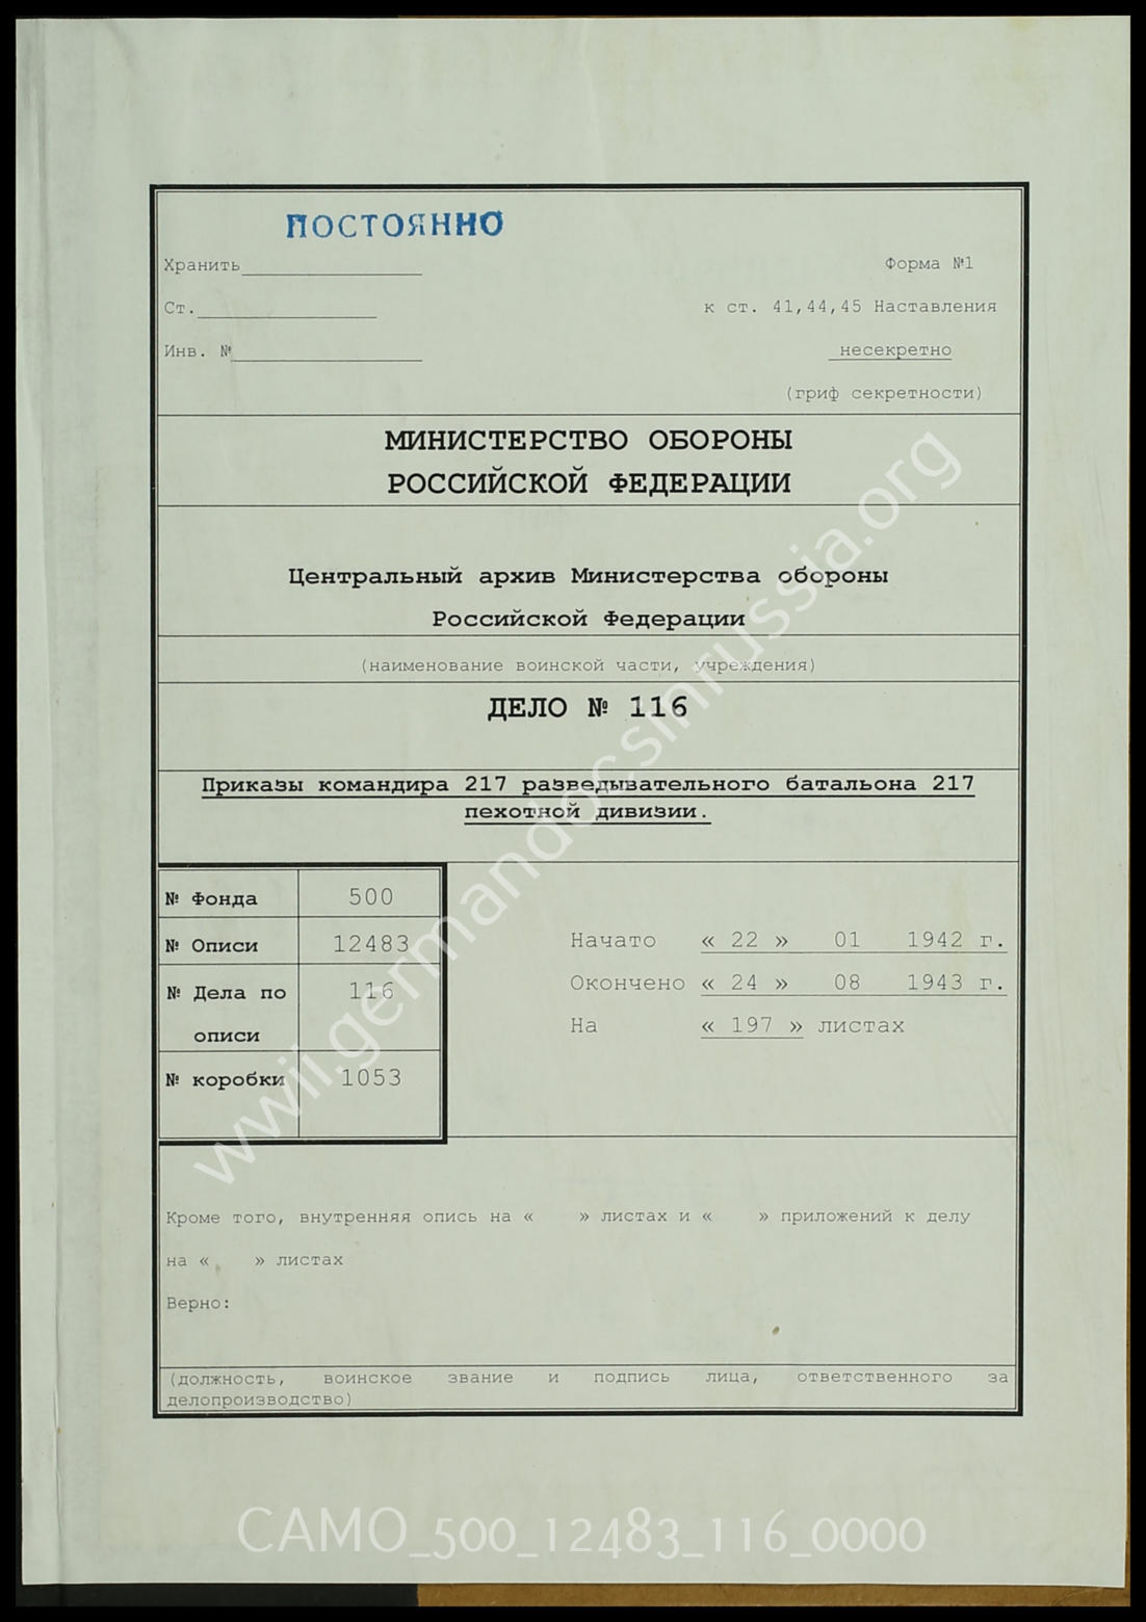 ПОСТОЯННО
Хранить
Форма №1
Ст.
к ст. 41,44,45 Наставления
Инв. №
несекретно
(гриф секретности)
МИНИСТЕРСТВО ОБОРОНЫ
РОССИЙСКОЙ ФЕДЕРАЦИИ
Центральный архив Министерства обороны
Российской Федерации
(наименование воинской части, учреждения)
ДЕЛО № 116
Приказы командира 217 разведывательного батальона 217
пехотной дивизии.
№ Фонда 500
№ Описи 12483
№ Дела по 116
описи
№ коробки 1053
Начато « 22 » 01 1942 г.
Окончено « 24 » 08 1943 г.
На « 197 » листах
Кроме того, внутренняя опись на « » листах и « » приложений к делу
на « » листах
Верно:
(должность, воинское звание и подпись лица, ответственного за
делопроизводство)
wwii.germandocsinrussia.org
CAMO_500_12483_116_0000